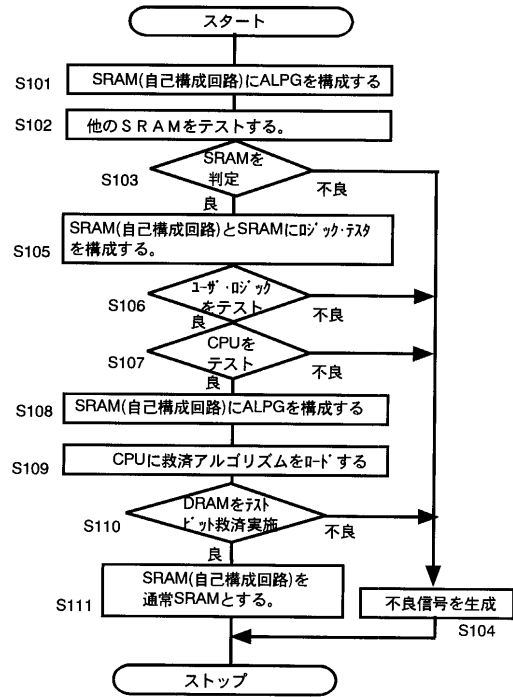 スタート
S101
SRAM(自己構成回路)にALPGを構成する
S102
他のＳＲＡＭをテストする。
SRAMを
判定
S103
不良
良
SRAM(自己構成回路)とSRAMにﾛｼﾞｯｸ･ﾃｽﾀ
を構成する。
S105
ﾕｰｻﾞ･ﾛｼﾞｯｸ
をテスト
S106
不良
良
CPUを
テスト
S107
不良
良
S108
SRAM(自己構成回路)にALPGを構成する
S109
CPUに救済アルゴリズムをﾛｰﾄﾞする
DRAMをﾃｽﾄ
ﾋﾞｯﾄ救済実施
S110
不良
良
SRAM(自己構成回路)を
通常SRAMとする。
S111
不良信号を生成
S104
ストップ